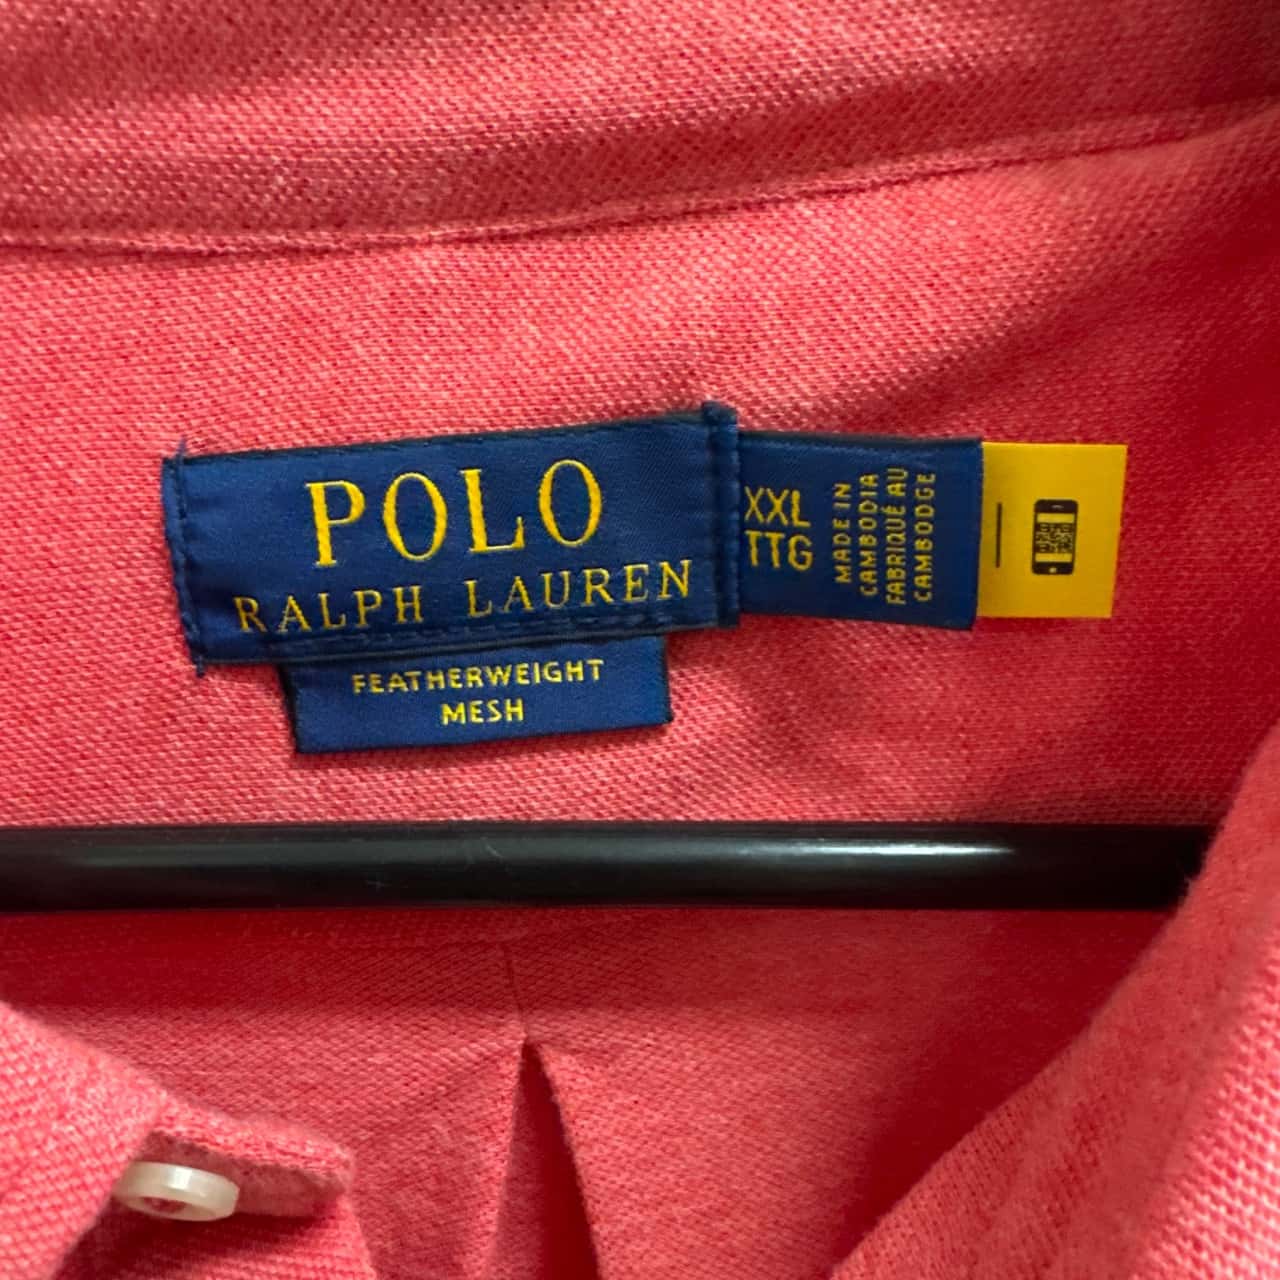 POLO
RALPH LAUREN
FEATHERWEIGHT
MESH
XXL
TTG
MADE IN
CAMBODIA
FABRIQUÉ AU
CAMBODGE